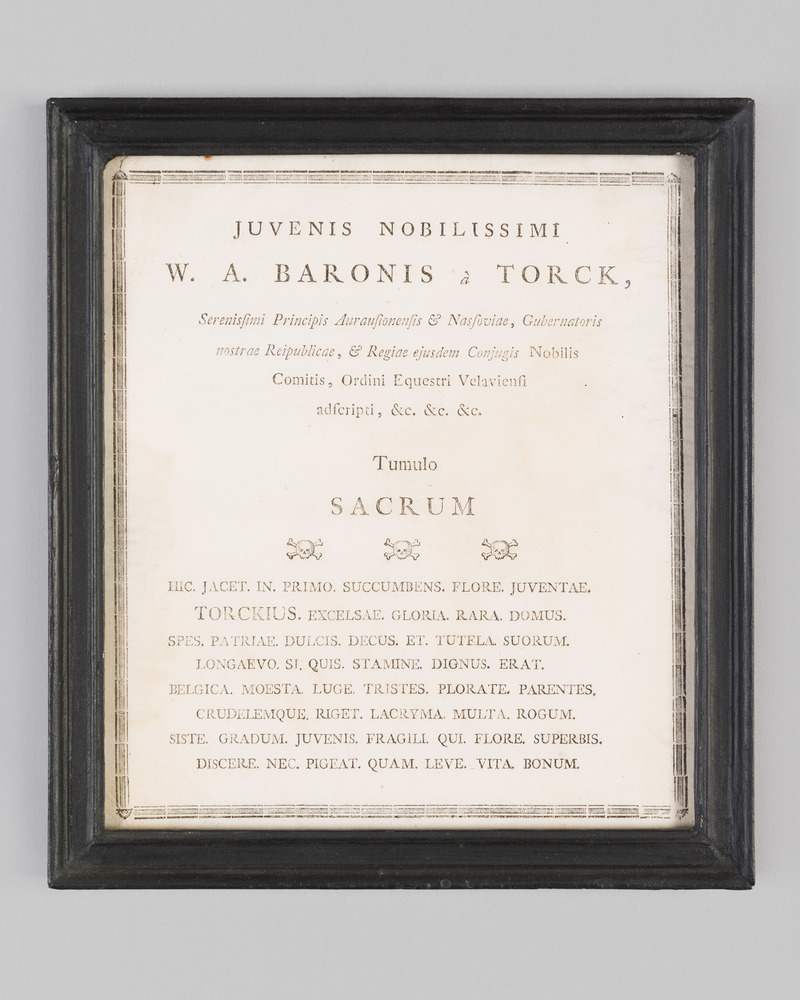 JUVENIS NOBILISSIMI
W. A. BARONIS à TORCK,
Serenisſimi Principis Aurauſionenſis & Nasſoviae, Gubernatoris
nostrae Reipublicae, & Regiae ejusdem Conjugis Nobilis
Comitis, Ordini Equestri Velavienſi
adſcripti, &c. &c. &c.
Tumulo
SACRUM
HIC. JACET. IN. PRIMO. SUCCUMBENS. FLORE. JUVENTAE.
TORCKIUS. EXCELSAE. GLORIA. RARA. DOMUS.
SPES. PATRIAE. DULCIS. DECUS. ET. TUTELA. SUORUM.
LONGAEVO. SI. QUIS. STAMINE. DIGNUS. ERAT.
BELGICA. MOESTA. LUGE. TRISTES. PLORATE. PARENTES.
CRUDELEMQUE. RIGET. LACRYMA. MULTA. ROGUM.
SISTE. GRADUM. JUVENIS. FRAGILI. QUI. FLORE. SUPERBIS.
DISCERE. NEC. PIGEAT. QUAM. LEVE. VITA. BONUM.